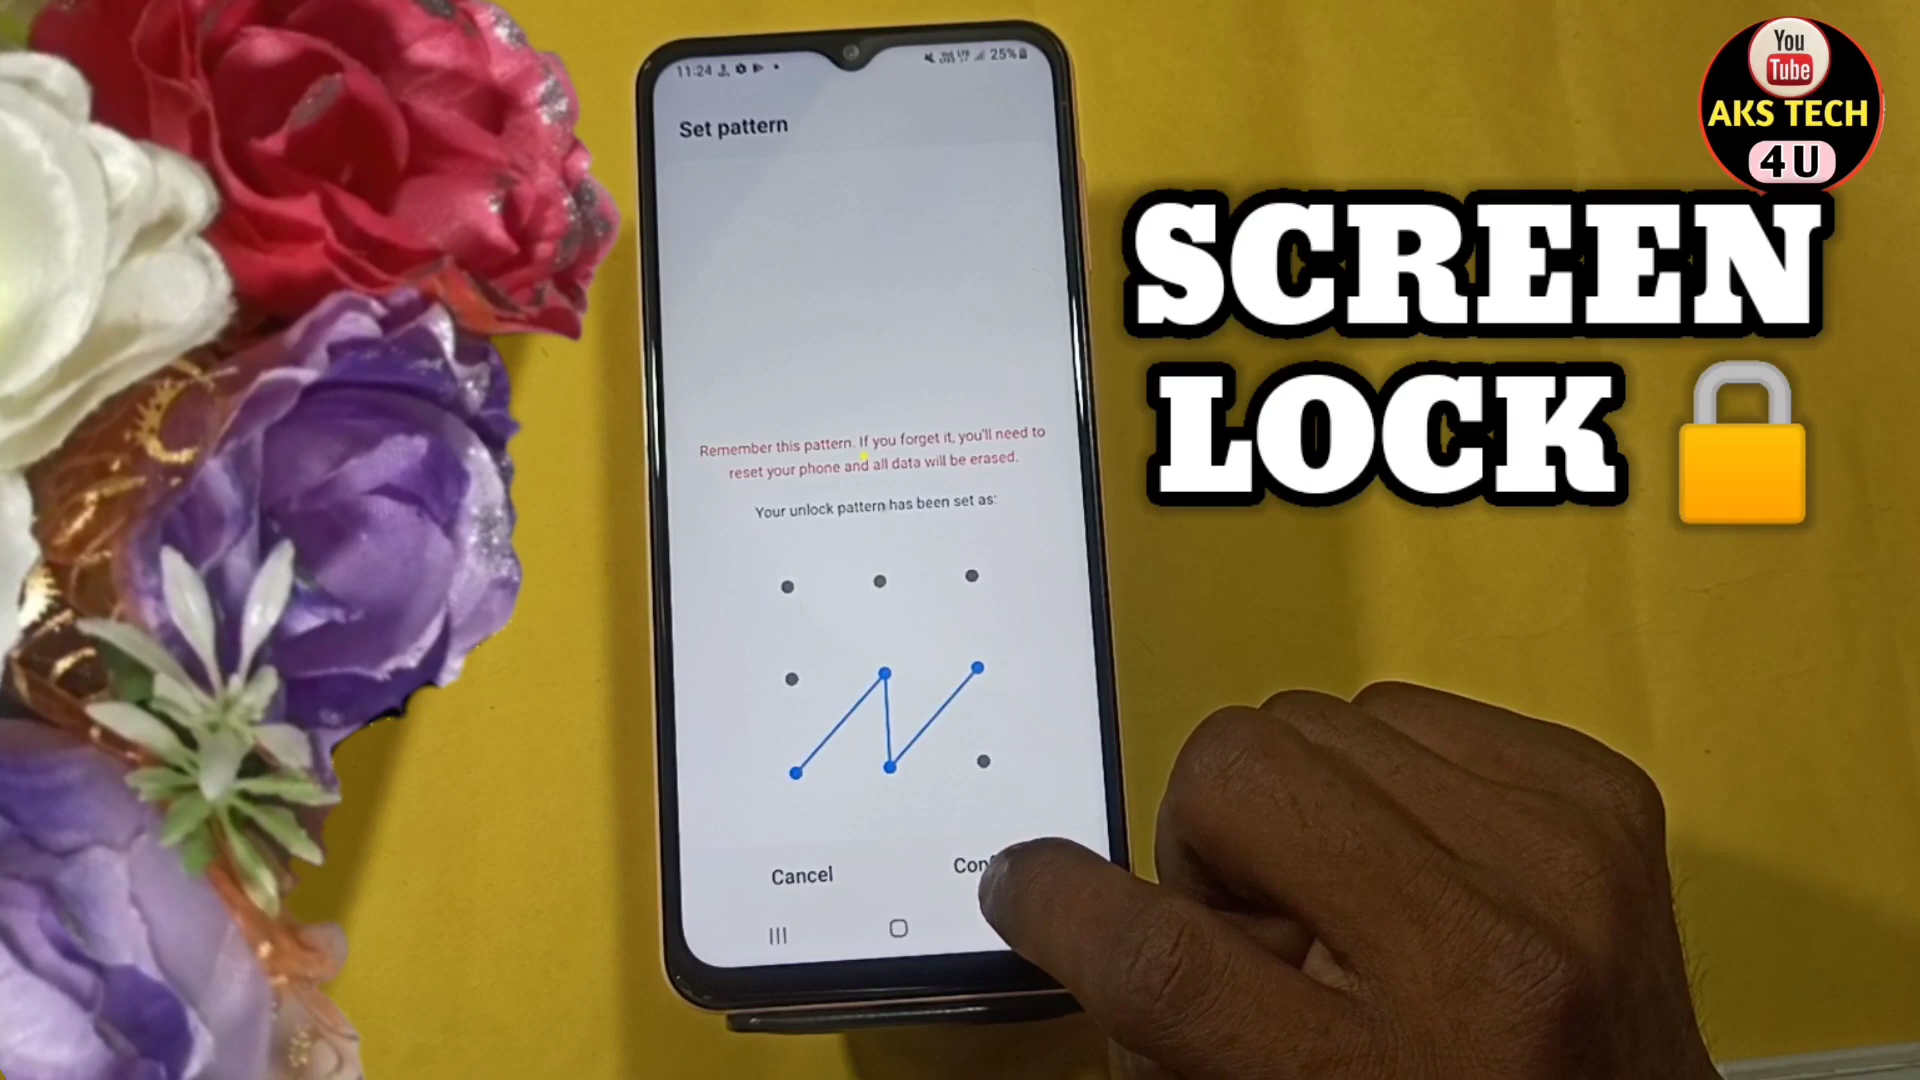 11:24
25%
Set pattern
Remember this pattern. If you forget it, you'll need to
reset your phone and all data will be erased.
Your unlock pattern has been set as:
Cancel
You
Tube
AKS TECH
4 U
SCREEN
LOCK